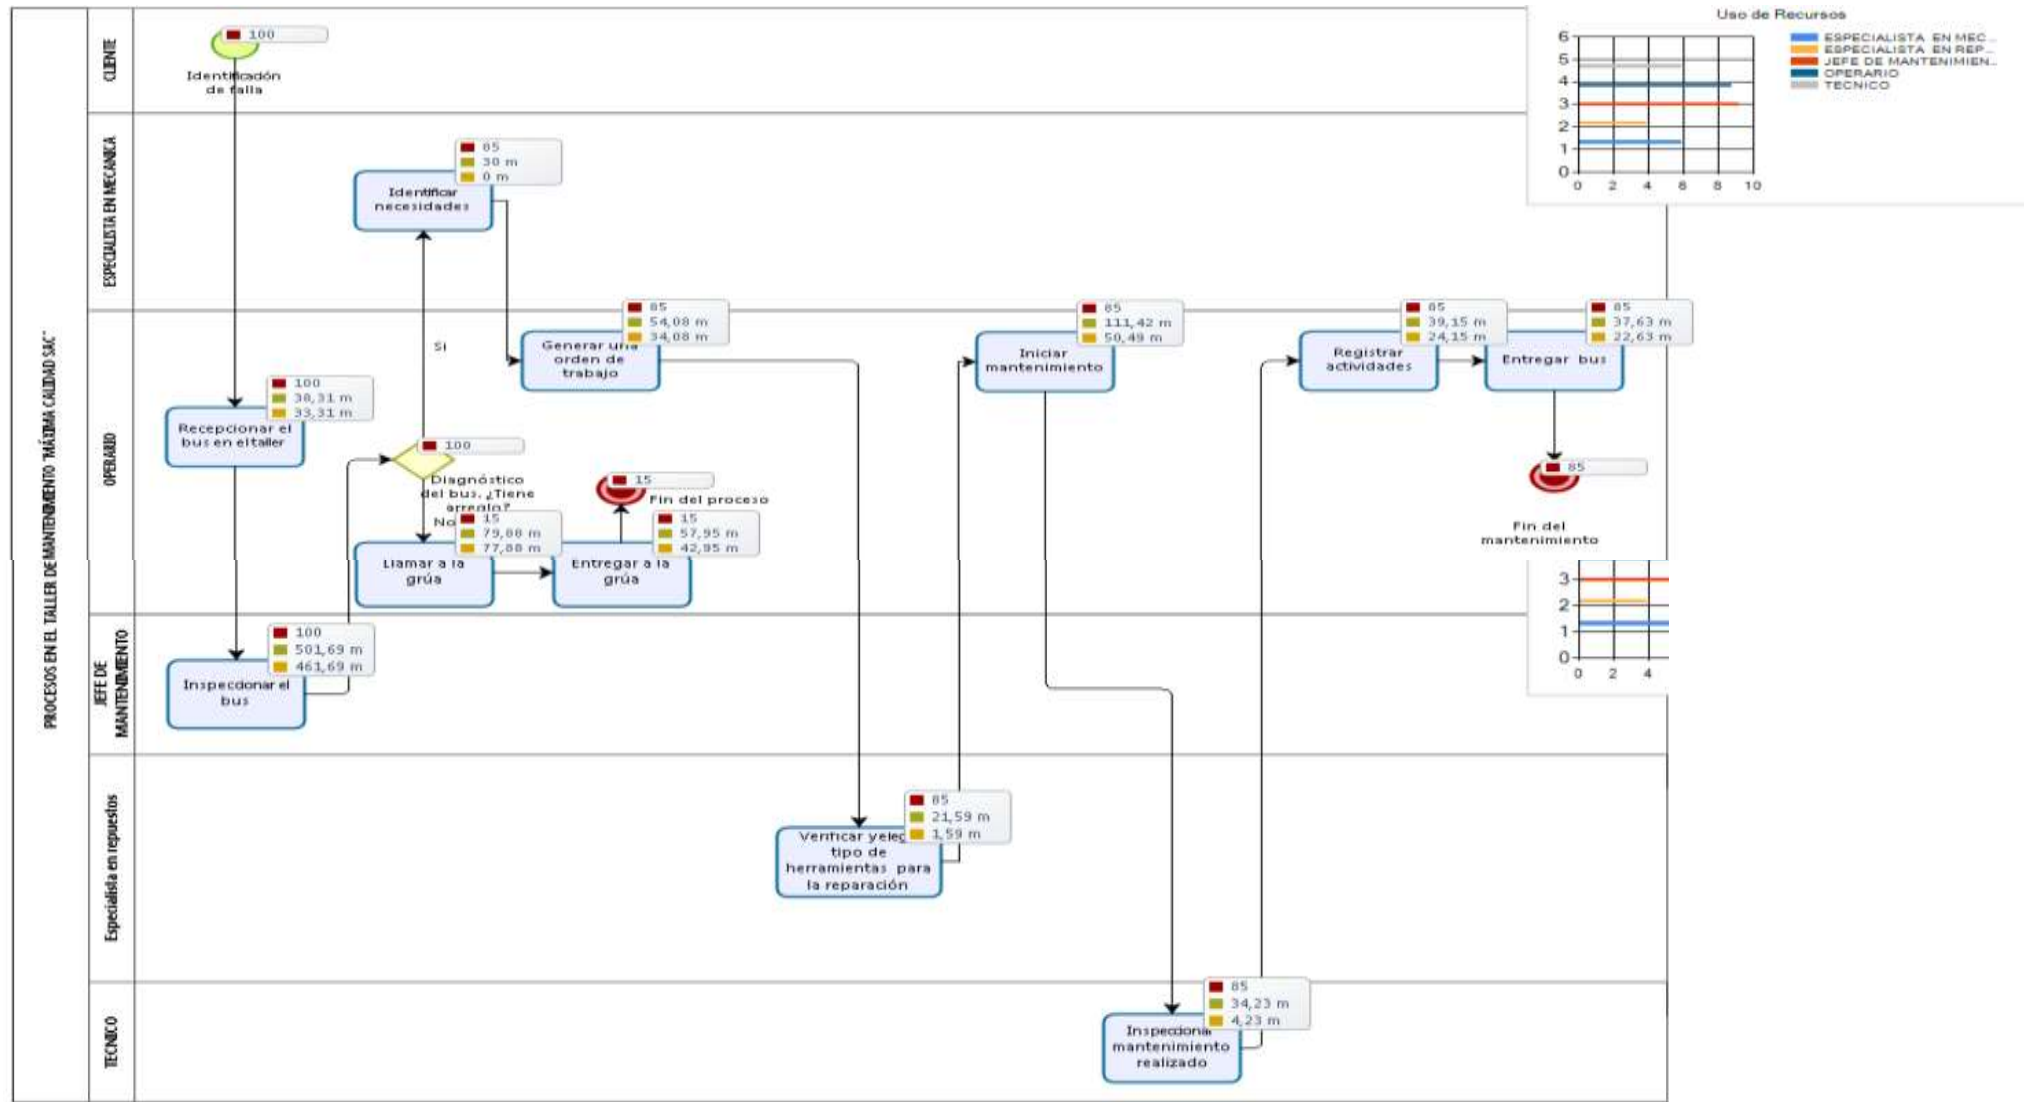 PROCESOS EN EL TALLER DE MANTENIMIENTO "MÁXIMA CALIDAD SAC"
CLIENTE
100
Identificación
de falla
ESPECIALISTA EN MECANICA
85
30 m
0 m
Identificar
necesidades
OPERARIO
Si
85
54,08 m
34,08 m
Generar una
orden de
trabajo
85
111,42 m
50,49 m
Iniciar
mantenimiento
85
39,15 m
24,15 m
Registrar
actividades
85
37,63 m
22,63 m
Entregar bus
100
38,31 m
33,31 m
Recepcionar el
bus en el taller
100
Diagnóstico
del bus. ¿Tiene
arreglo?
No
15
Fin del proceso
15
79,88 m
77,88 m
Llamar a la
grúa
15
57,95 m
42,95 m
Entregar a la
grúa
85
Fin del
mantenimiento
JEFE DE
MANTENIMIENTO
100
501,69 m
461,69 m
Inspeccionar el
bus
Especialista en repuestos
85
21,59 m
1,59 m
Verificar y
tipo de
herramientas para
la reparación
TECNICO
85
34,23 m
4,23 m
Inspeccionar
mantenimiento
realizado
Uso de Recursos
6
5
4
3
2
1
0
0 2 4 6 8 10
ESPECIALISTA EN MEC...
ESPECIALISTA EN REP...
JEFE DE MANTENIMIEN...
OPERARIO
TECNICO
3
2
1
0
0 2 4